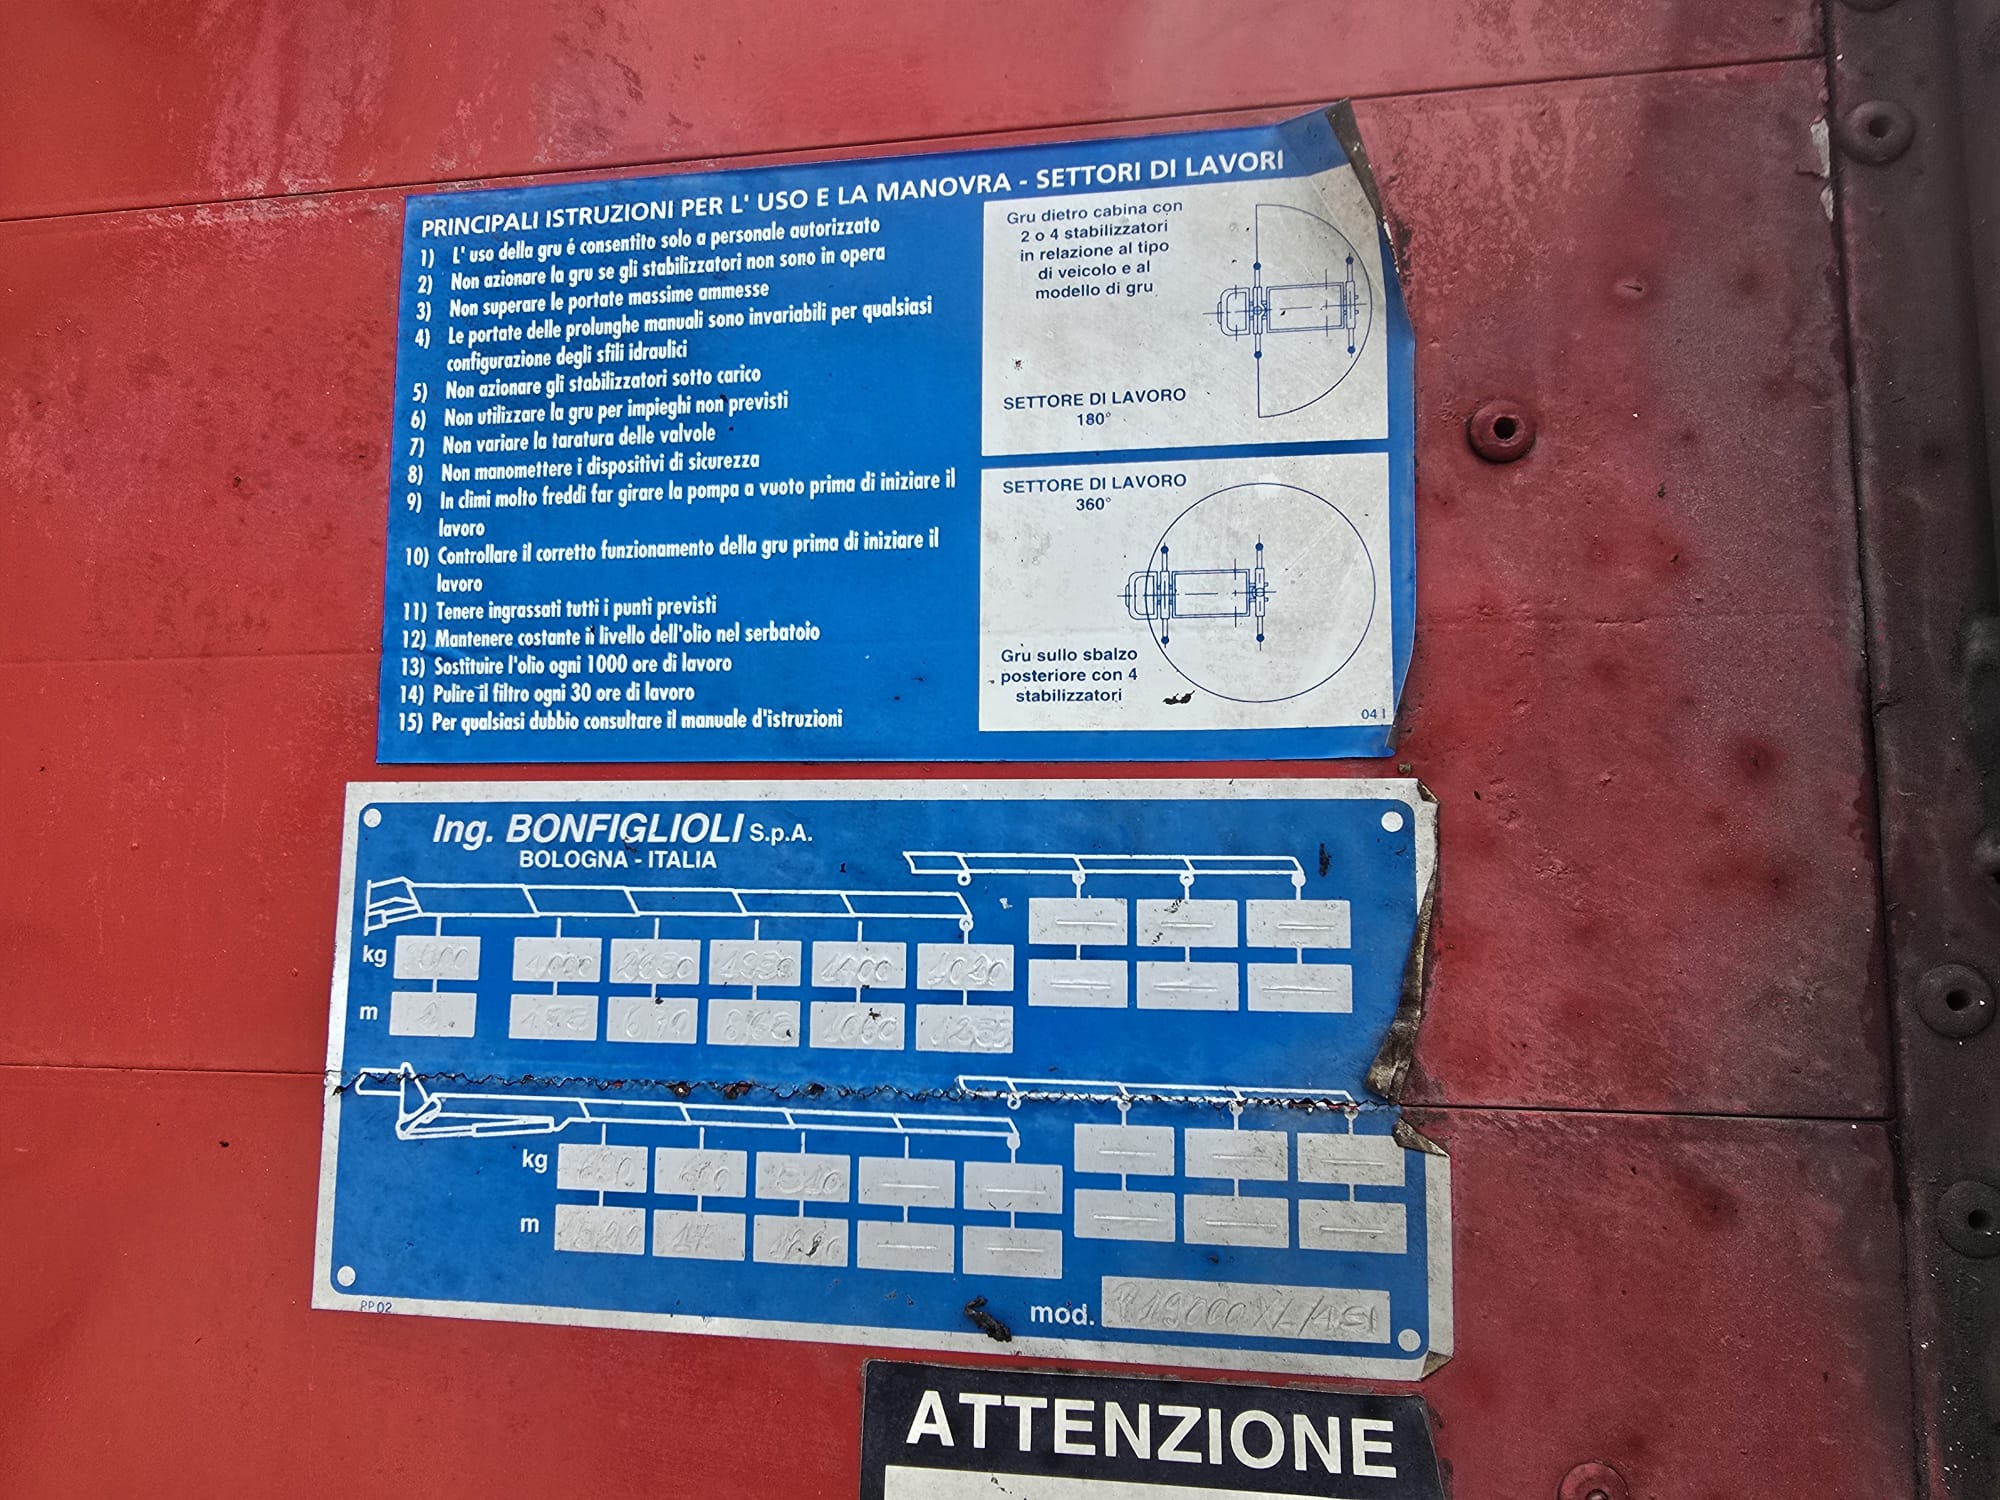 PRINCIPALI ISTRUZIONI PER L' USO E LA MANOVRA - SETTORI DI LAVORI
1) L' uso della gru é consentito solo a personale autorizzato
2) Non azionare la gru se gli stabilizzatori non sono in opera
3) Non superare le portate massime ammesse
4) Le portate delle prolunghe manuali sono invariabili per qualsiasi
configurazione degli sfili idraulici
5) Non azionare gli stabilizzatori sotto carico
6) Non utilizzare la gru per impieghi non previsti
7) Non variare la taratura delle valvole
8) Non manomettere i dispositivi di sicurezza
9) In climi molto freddi far girare la pompa a vuoto prima di iniziare il
lavoro
10) Controllare il corretto funzionamento della gru prima di iniziare il
lavoro
11) Tenere ingrassati tutti i punti previsti
12) Mantenere costante il livello dell'olio nel serbatoio
13) Sostituire l'olio ogni 1000 ore di lavoro
14) Pulire il filtro ogni 30 ore di lavoro
15) Per qualsiasi dubbio consultare il manuale d'istruzioni
Gru dietro cabina con
2 o 4 stabilizzatori
in relazione al tipo
di veicolo e al
modello di gru
SETTORE DI LAVORO
180°
SETTORE DI LAVORO
360°
Gru sullo sbalzo
posteriore con 4
stabilizzatori
04 I
Ing. BONFIGLIOLI S.p.A.
BOLOGNA - ITALIA
kg 2650 1950 1400
m
kg
m 17
mod.
RP02
ATTENZIONE